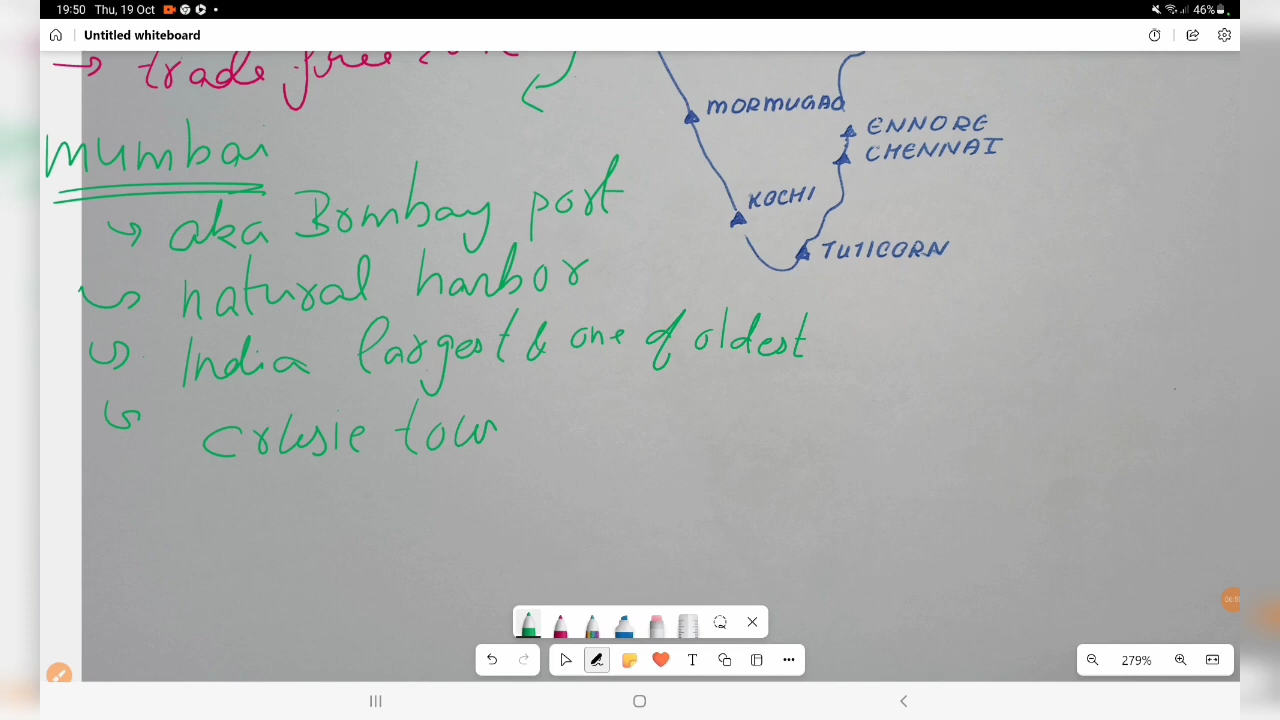 19:50 Thu, 19 Oct
46%
Untitled whiteboard
→ trade free
MORMUGAO
ENNORE
CHENNAI
mumbai
KOCHI
aka Bombay port
TUTICORN
natural harbor
India largest & one of oldest
tour
279%